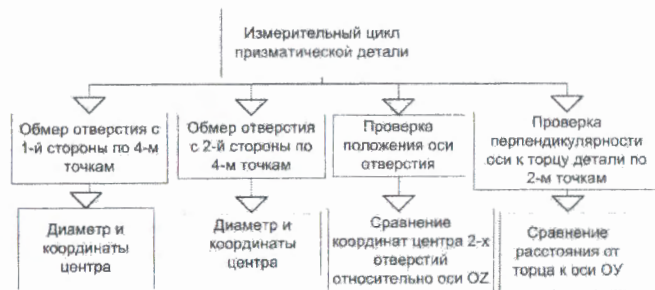 Измерительный цикл
призматической детали
Обмер отверстия с
1-й стороны по 4-м
точкам
Обмер отверстия
с 2-й стороны по
4-м точкам
Проверка
положения оси
отверстия
Проверка
перпендикулярности
оси к торцу детали по
2-м точкам
Диаметр и
координаты
центра
Диаметр и
координаты
центра
Сравнение
координат центра 2-х
отверстий
относительно оси OZ
Сравнение
расстояния от
торца к оси ОУ